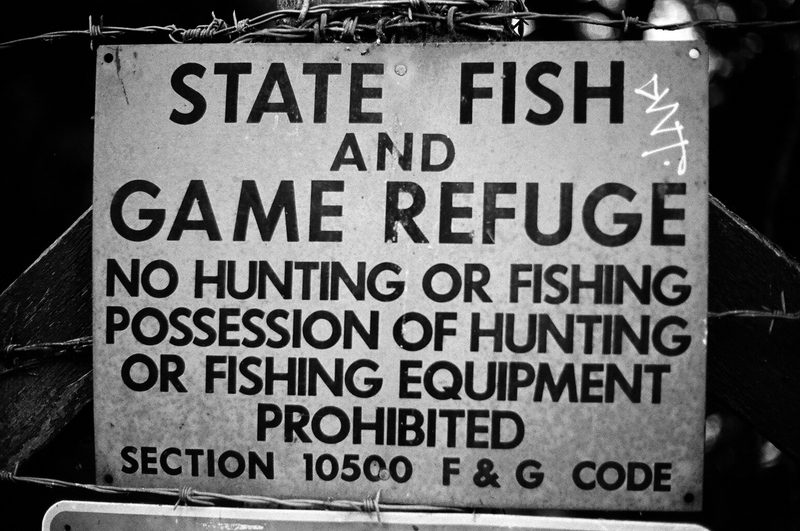 STATE FISH
AND
GAME REFUGE
NO HUNTING OR FISHING
POSSESSION OF HUNTING
OR FISHING EQUIPMENT
PROHIBITED
SECTION 10500 F & G CODE